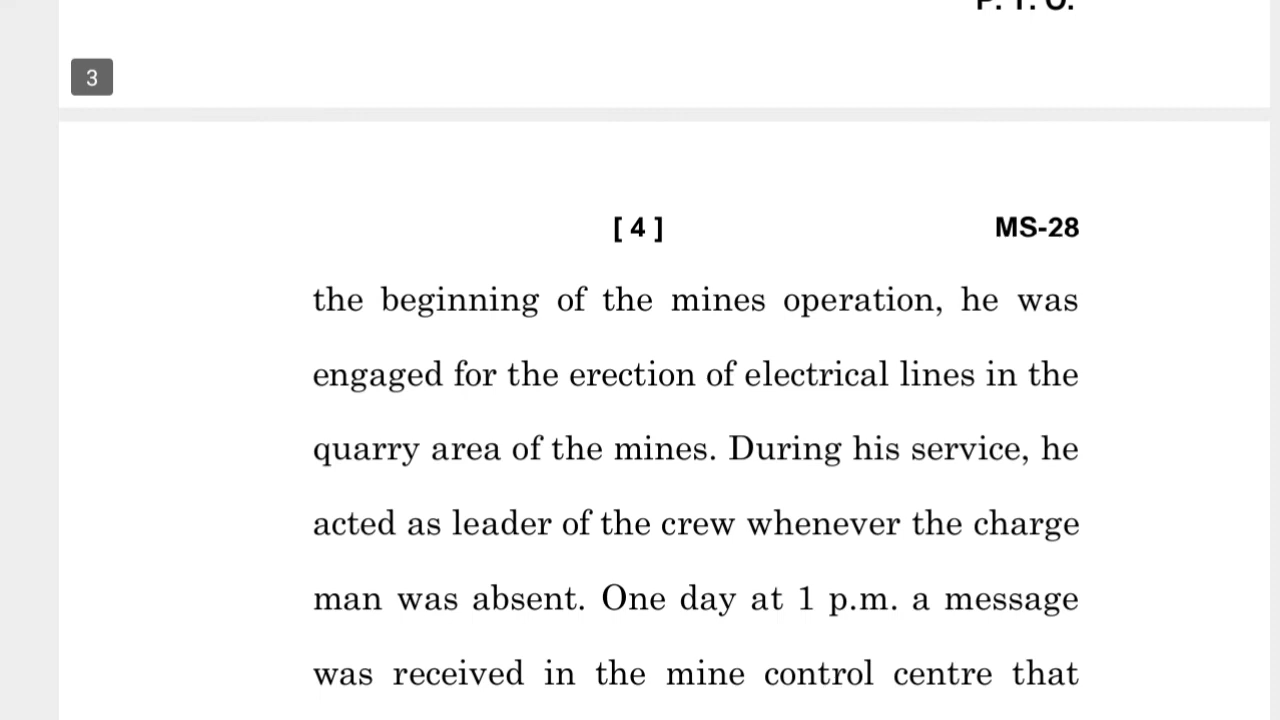 P. T. O.
3
[ 4 ] MS-28
the beginning of the mines operation, he was
engaged for the erection of electrical lines in the
quarry area of the mines. During his service, he
acted as leader of the crew whenever the charge
man was absent. One day at 1 p.m. a message
was received in the mine control centre that